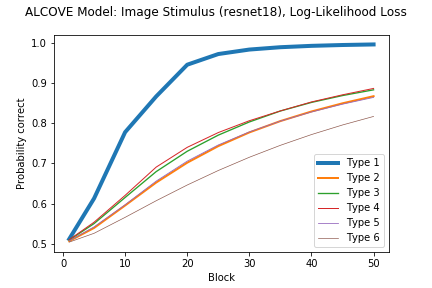 ALCOVE Model: Image Stimulus (resnet18), Log-Likelihood Loss
1.0
0.9
0.8
0.7
0.6
0.5
Probability correct
0
10
20
30
40
50
Block
Type 1
Type 2
Type 3
Type 4
Type 5
Type 6